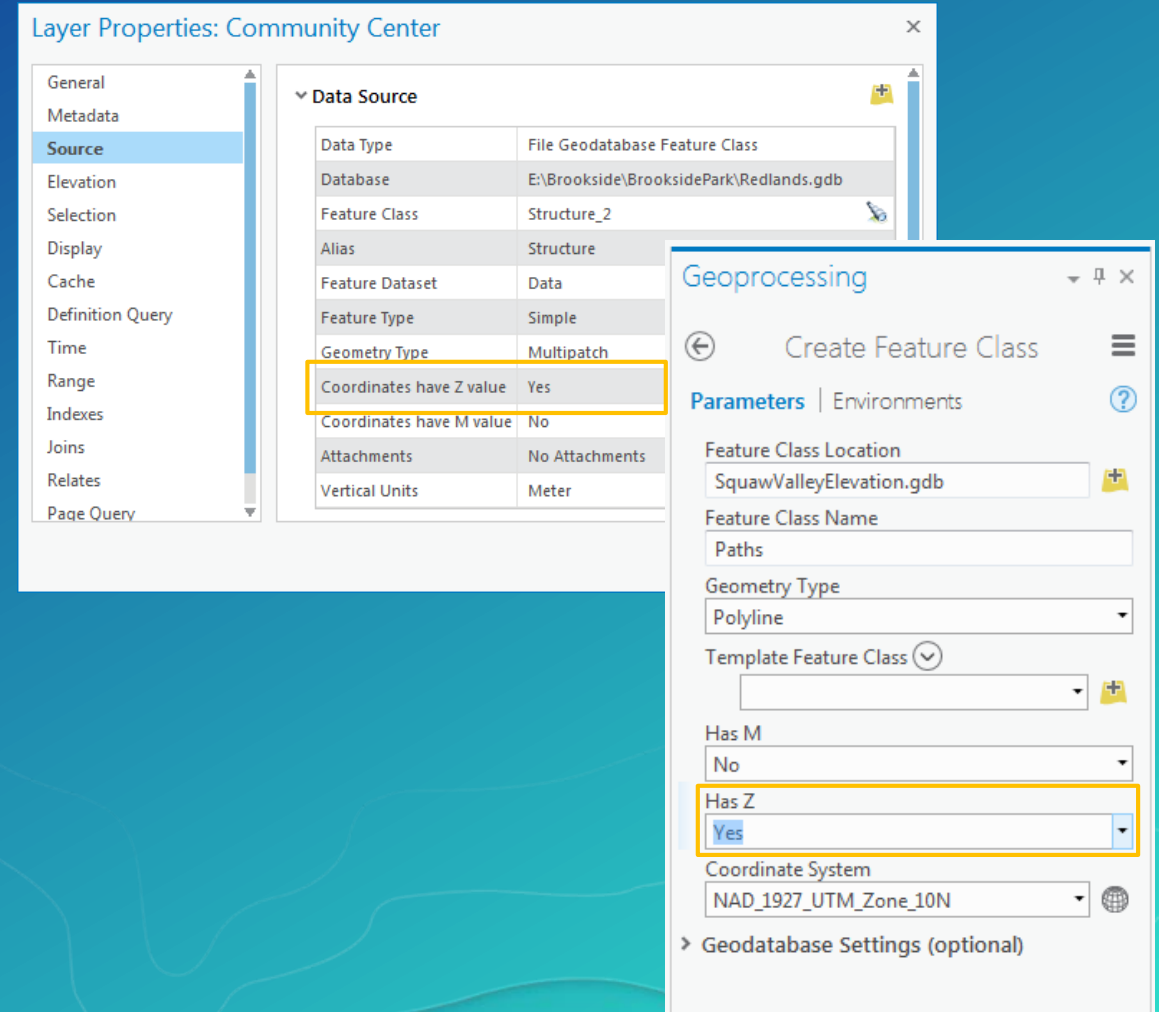 Layer Properties: Community Center
General
Metadata
Source
Elevation
Selection
Display
Cache
Definition Query
Time
Range
Indexes
Joins
Relates
Page Query
Data Source
Data Type File Geodatabase Feature Class
Database E:\Brookside\BrooksidePark\Redlands.gdb
Feature Class Structure_2
Alias Structure
Feature Dataset Data
Feature Type Simple
Geometry Type Multipatch
Coordinates have Z value Yes
Coordinates have M value No
Attachments No Attachments
Vertical Units Meter
Geoprocessing
Create Feature Class
Parameters | Environments
?
Feature Class Location
SquawValleyElevation.gdb
Feature Class Name
Paths
Geometry Type
Polyline
Template Feature Class
Has M
No
Has Z
Yes
Coordinate System
NAD_1927_UTM_Zone_10N
Geodatabase Settings (optional)